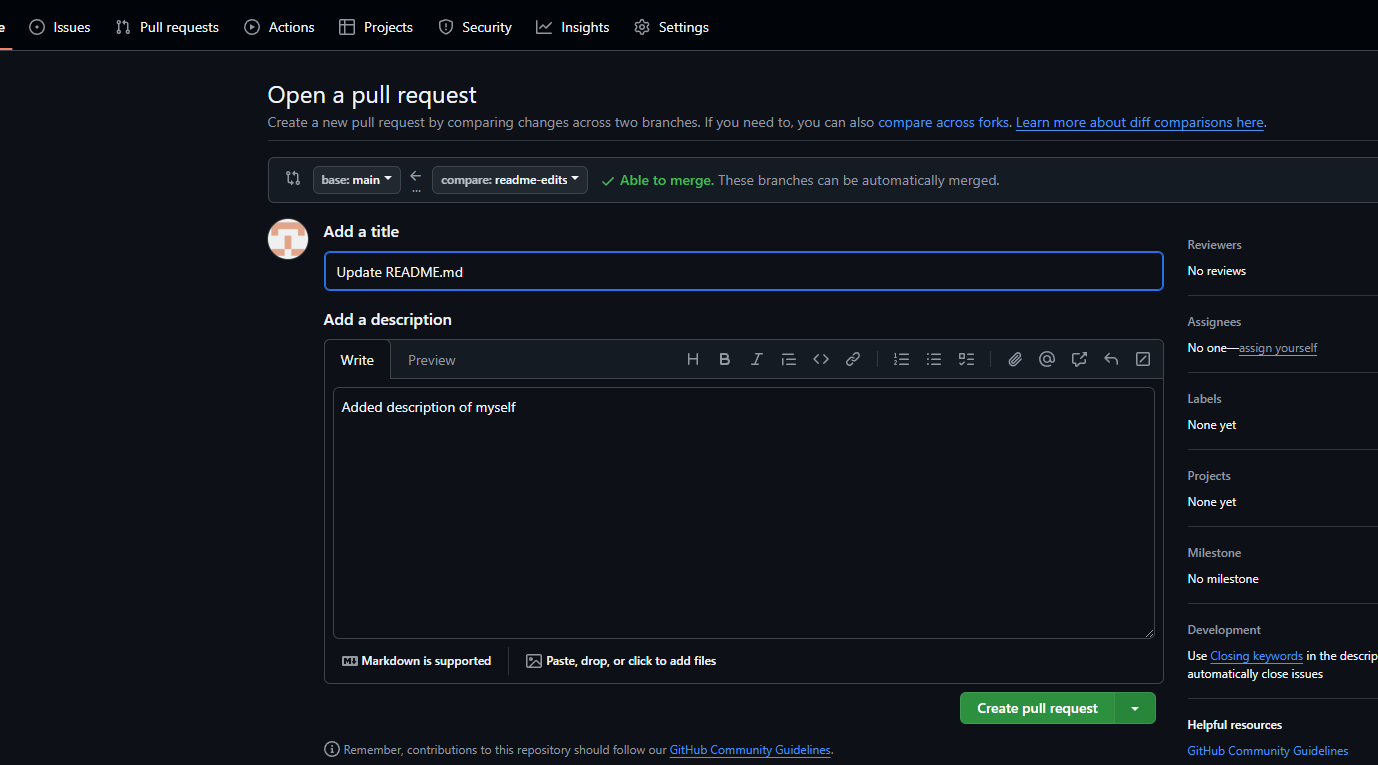 e Issues Pull requests Actions Projects Security Insights Settings
Open a pull request
Create a new pull request by comparing changes across two branches. If you need to, you can also compare across forks. Learn more about diff comparisons here.
base: main compare: readme-edits Able to merge. These branches can be automatically merged.
...
Add a title
Update README.md
Add a description
Write Preview
Added description of myself
Markdown is supported Paste, drop, or click to add files
Create pull request
Remember, contributions to this repository should follow our GitHub Community Guidelines.
Reviewers
No reviews
Assignees
No one—assign yourself
Labels
None yet
Projects
None yet
Milestone
No milestone
Development
Use Closing keywords in the descrip
automatically close issues
Helpful resources
GitHub Community Guidelines